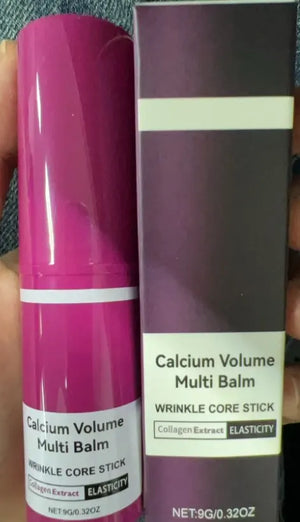 Calcium Volume
Multi Balm
WRINKLE CORE STICK
Collagen Extract ELASTICITY
NET:9G/0.32OZ
Calcium Volume
Multi Balm
WRINKLE CORE STICK
Collagen Extract ELASTICITY
NET:9G/0.32OZ